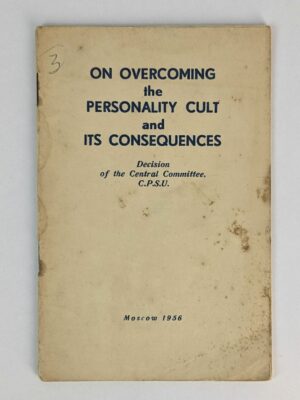 3
ON OVERCOMING
the
PERSONALITY CULT
and
ITS CONSEQUENCES
Decision
of the Central Committee.
C.P.S.U.
Moscow 1956